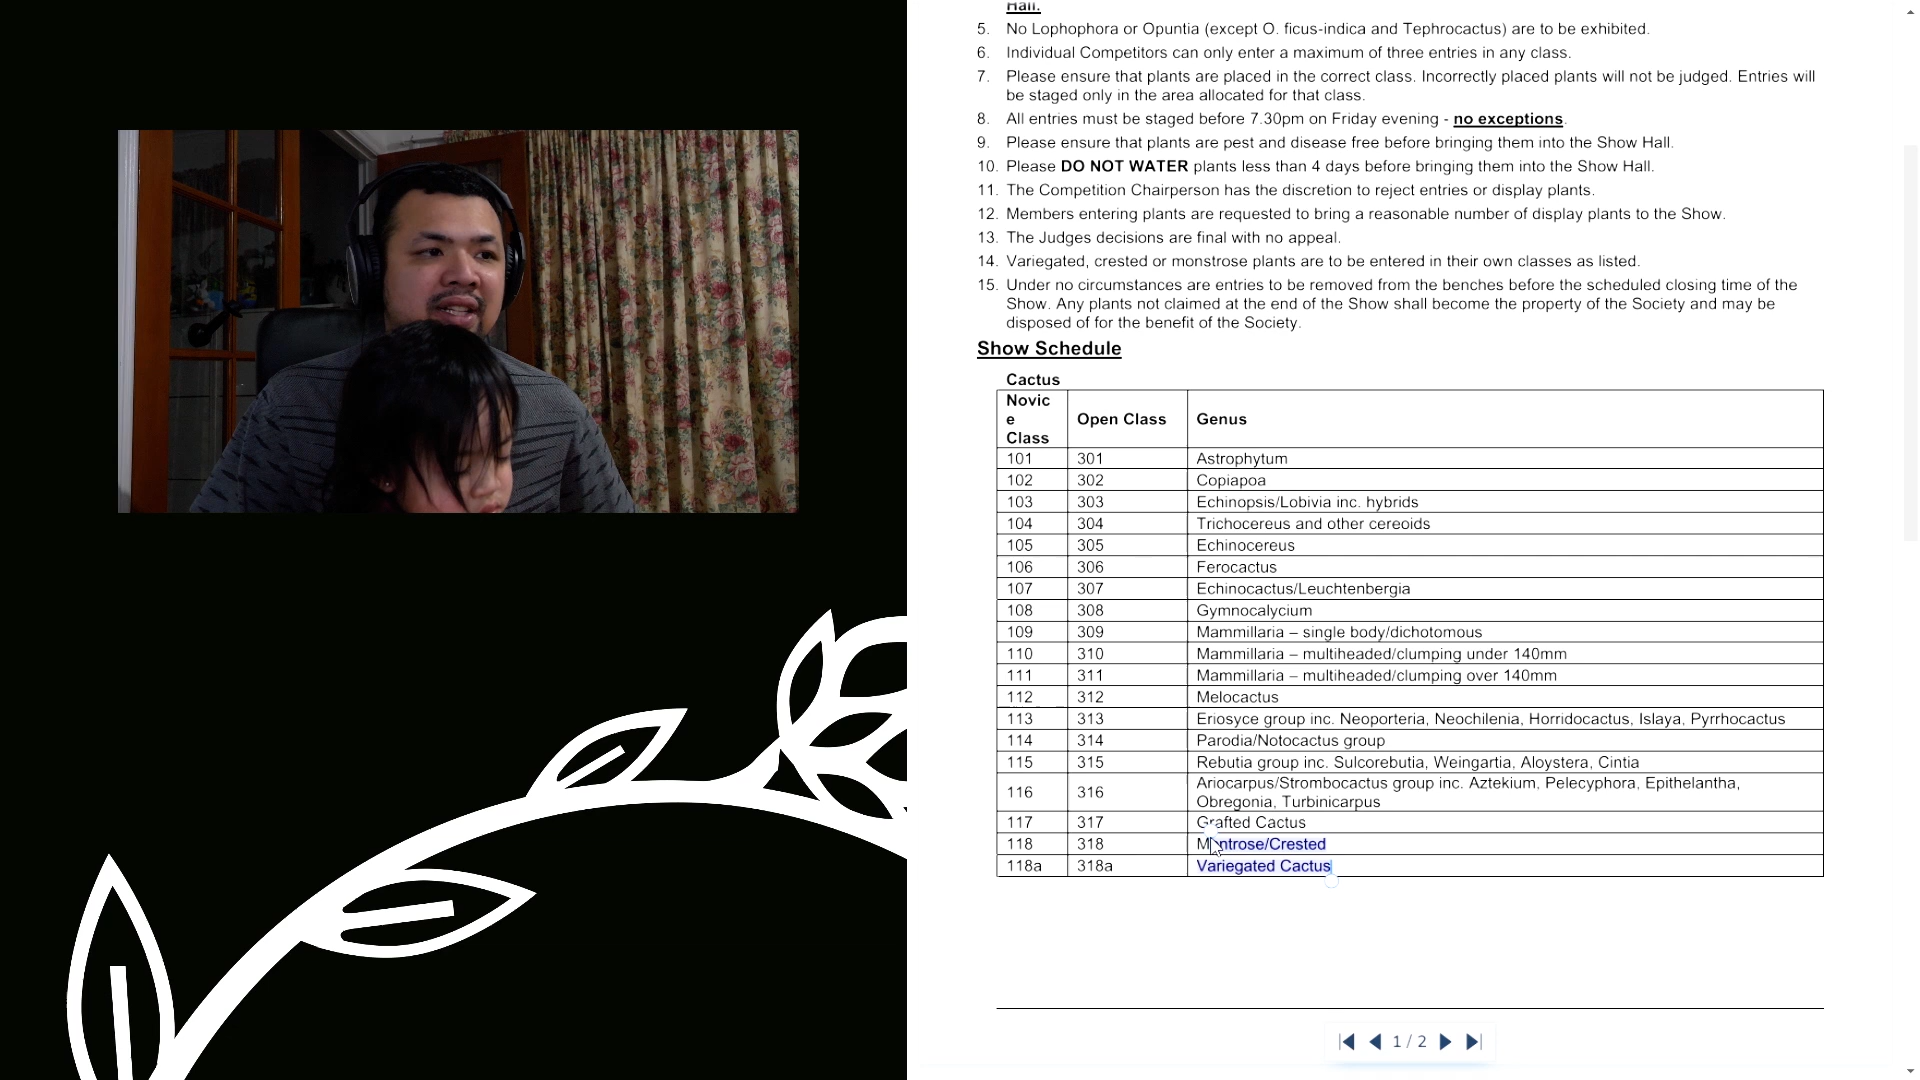 Hall.
5. No Lophophora or Opuntia (except O. ficus-indica and Tephrocactus) are to be exhibited.
6. Individual Competitors can only enter a maximum of three entries in any class.
7. Please ensure that plants are placed in the correct class. Incorrectly placed plants will not be judged. Entries will
be staged only in the area allocated for that class.
8. All entries must be staged before 7.30pm on Friday evening - no exceptions.
9. Please ensure that plants are pest and disease free before bringing them into the Show Hall.
10. Please DO NOT WATER plants less than 4 days before bringing them into the Show Hall.
11. The Competition Chairperson has the discretion to reject entries or display plants.
12. Members entering plants are requested to bring a reasonable number of display plants to the Show.
13. The Judges decisions are final with no appeal.
14. Variegated, crested or monstrose plants are to be entered in their own classes as listed.
15. Under no circumstances are entries to be removed from the benches before the scheduled closing time of the
Show. Any plants not claimed at the end of the Show shall become the property of the Society and may be
disposed of for the benefit of the Society.
Show Schedule
Cactus
Novic
e
Class
Open Class
Genus
101 301 Astrophytum
102 302 Copiapoa
103 303 Echinopsis/Lobivia inc. hybrids
104 304 Trichocereus and other cereoids
105 305 Echinocereus
106 306 Ferocactus
107 307 Echinocactus/Leuchtenbergia
108 308 Gymnocalycium
109 309 Mammillaria – single body/dichotomous
110 310 Mammillaria – multiheaded/clumping under 140mm
111 311 Mammillaria – multiheaded/clumping over 140mm
112 312 Melocactus
113 313 Eriosyce group inc. Neoporteria, Neochilenia, Horridocactus, Islaya, Pyrrhocactus
114 314 Parodia/Notocactus group
115 315 Rebutia group inc. Sulcorebutia, Weingartia, Aloystera, Cintia
116 316 Ariocarpus/Strombocactus group inc. Aztekium, Pelecyphora, Epithelantha,
Obregonia, Turbinicarpus
117 317 Grafted Cactus
118 318 Montrose/Crested
118a 318a Variegated Cactus
1 / 2